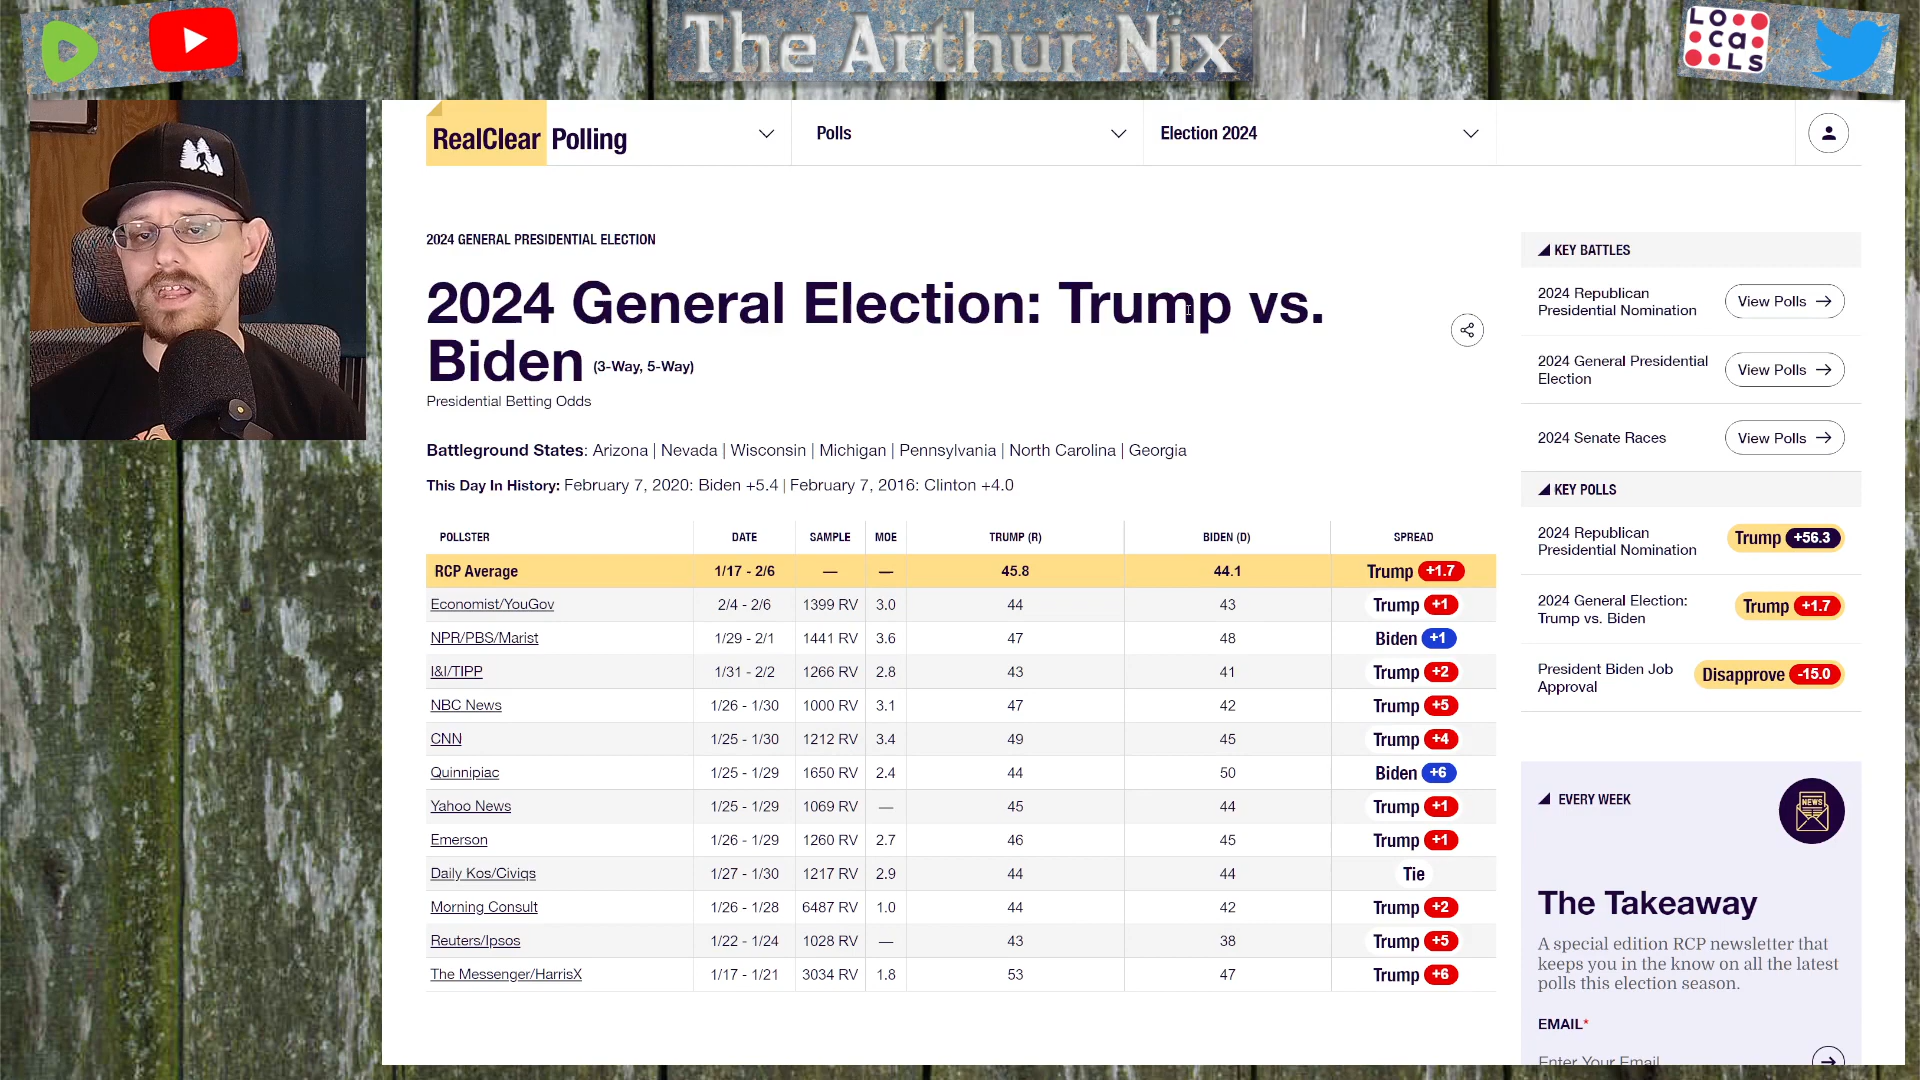 The Arthur Nix
LOcaLS
RealClear Polling
Polls
Election 2024
2024 GENERAL PRESIDENTIAL ELECTION
2024 General Election: Trump vs.
Biden (3-Way, 5-Way)
Presidential Betting Odds
Battleground States: Arizona | Nevada | Wisconsin | Michigan | Pennsylvania | North Carolina | Georgia
This Day In History: February 7, 2020: Biden +5.4 | February 7, 2016: Clinton +4.0
POLLSTER DATE SAMPLE MOE TRUMP (R) BIDEN (D) SPREAD
RCP Average 1/17 - 2/6 — — 45.8 44.1 Trump +1.7
Economist/YouGov 2/4 - 2/6 1399 RV 3.0 44 43 Trump +1
NPR/PBS/Marist 1/29 - 2/1 1441 RV 3.6 47 48 Biden +1
I&I/TIPP 1/31 - 2/2 1266 RV 2.8 43 41 Trump +2
NBC News 1/26 - 1/30 1000 RV 3.1 47 42 Trump +5
CNN 1/25 - 1/30 1212 RV 3.4 49 45 Trump +4
Quinnipiac 1/25 - 1/29 1650 RV 2.4 44 50 Biden +6
Yahoo News 1/25 - 1/29 1069 RV — 45 44 Trump +1
Emerson 1/26 - 1/29 1260 RV 2.7 46 45 Trump +1
Daily Kos/Civiqs 1/27 - 1/30 1217 RV 2.9 44 44 Tie
Morning Consult 1/26 - 1/28 6487 RV 1.0 44 42 Trump +2
Reuters/Ipsos 1/22 - 1/24 1028 RV — 43 38 Trump +5
The Messenger/HarrisX 1/17 - 1/21 3034 RV 1.8 53 47 Trump +6
KEY BATTLES
2024 Republican
Presidential Nomination
View Polls →
2024 General Presidential
Election
View Polls →
2024 Senate Races
View Polls →
KEY POLLS
2024 Republican
Presidential Nomination
Trump +56.3
2024 General Election:
Trump vs. Biden
Trump +1.7
President Biden Job
Approval
Disapprove -15.0
EVERY WEEK
NEWS
The Takeaway
A special edition RCP newsletter that
keeps you in the know on all the latest
polls this election season.
EMAIL*
Enter Your Email